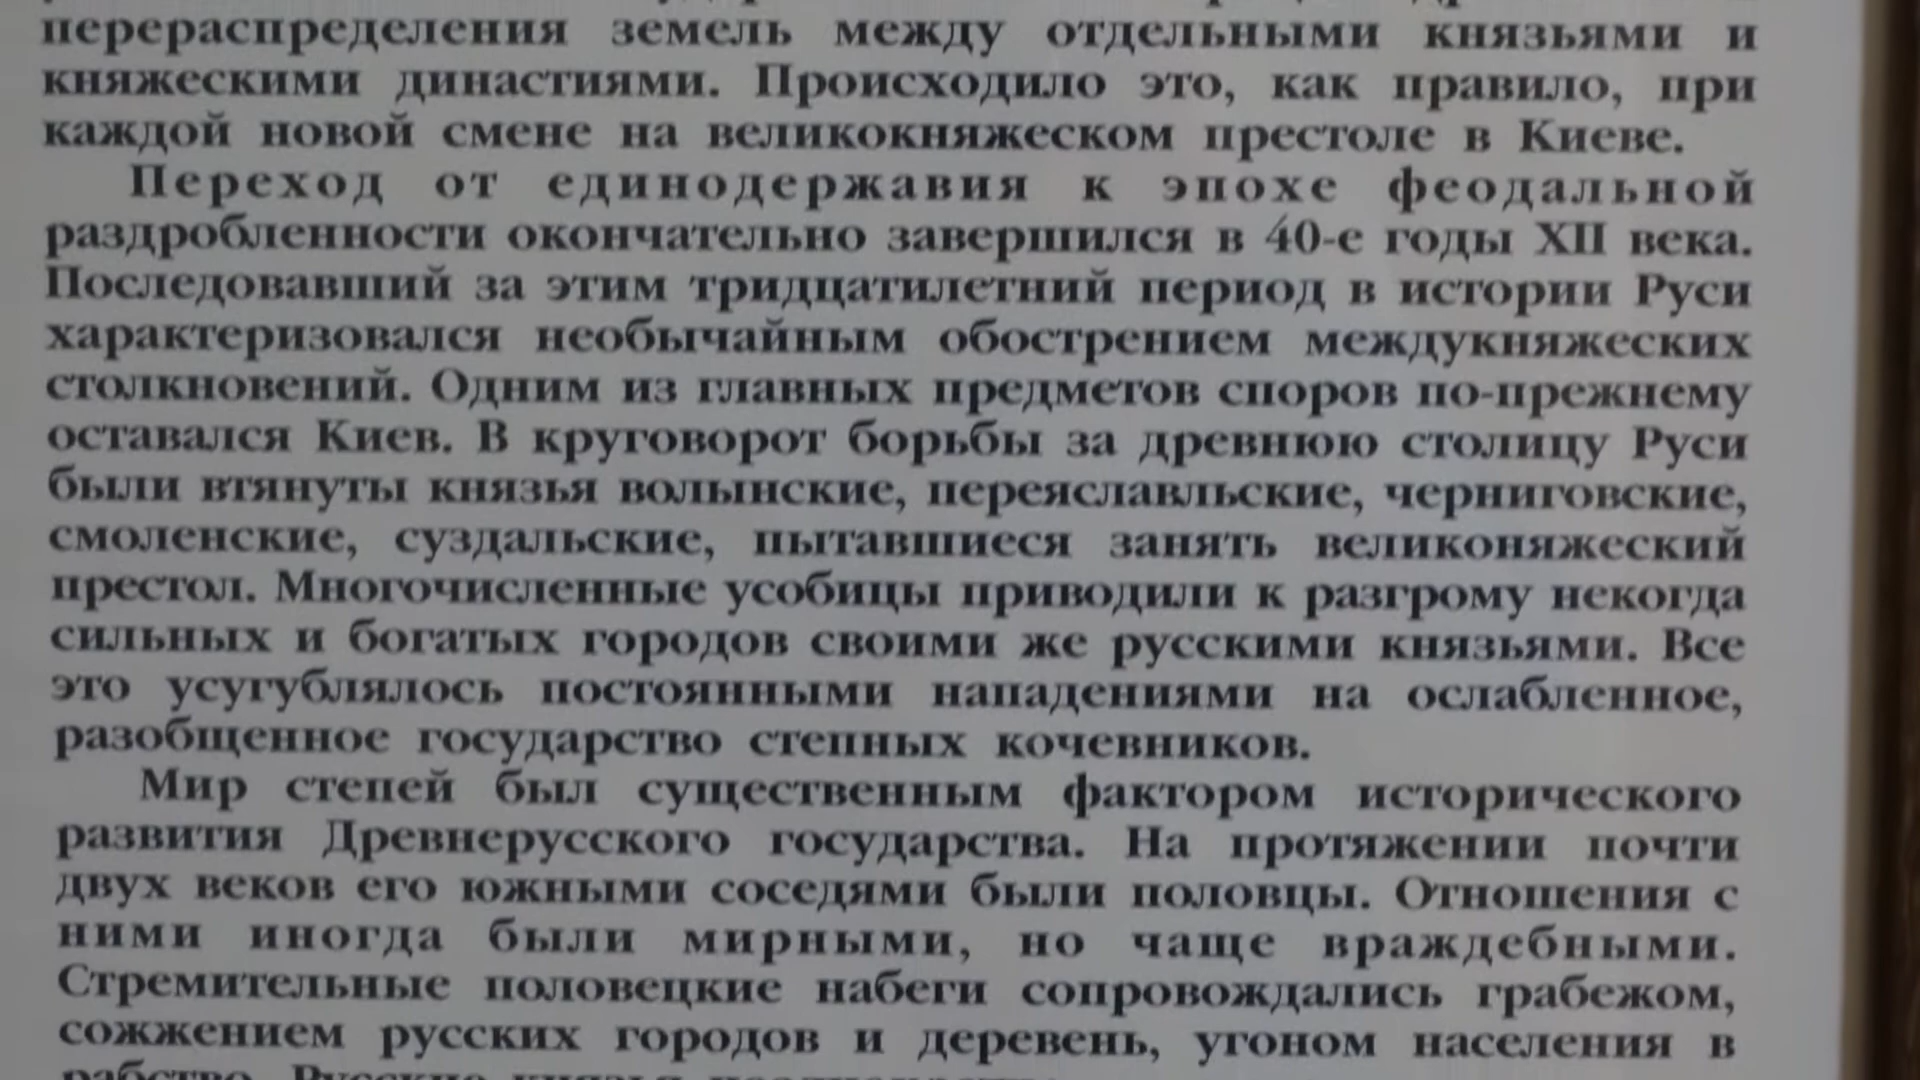 перераспределения земель между отдельными князьями и
княжескими династиями. Происходило это, как правило, при
каждой новой смене на великокняжеском престоле в Киеве.
Переход от единодержавия к эпохе феодальной
раздробленности окончательно завершился в 40-е годы XII века.
Последовавший за этим тридцатилетний период в истории Руси
характеризовался необычайным обострением междукняжеских
столкновений. Одним из главных предметов споров по-прежнему
оставался Киев. В круговорот борьбы за древнюю столицу Руси
были втянуты князья волынские, переяславльские, черниговские,
смоленские, суздальские, пытавшиеся занять великоняжеский
престол. Многочисленные усобицы приводили к разгрому некогда
сильных и богатых городов своими же русскими князьями. Все
это усугублялось постоянными нападениями на ослабленное,
разобщенное государство степных кочевников.
Мир степей был существенным фактором исторического
развития Древнерусского государства. На протяжении почти
двух веков его южными соседями были половцы. Отношения с
ними иногда были мирными, но чаще враждебными.
Стремительные половецкие набеги сопровождались грабежом,
сожжением русских городов и деревень, угоном населения в
рабство. Русские князья